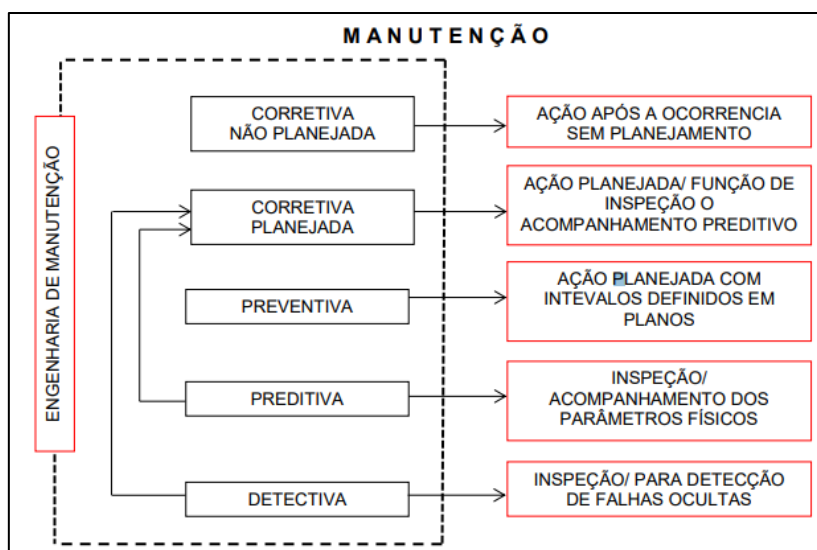 MANUTENÇÃO
ENGENHARIA DE MANUTENÇÃO
CORRETIVA
NÃO PLANEJADA
AÇÃO APÓS A OCORRENCIA
SEM PLANEJAMENTO
CORRETIVA
PLANEJADA
AÇÃO PLANEJADA/ FUNÇÃO DE
INSPEÇÃO O
ACOMPANHAMENTO PREDITIVO
PREVENTIVA
AÇÃO PLANEJADA COM
INTEVALOS DEFINIDOS EM
PLANOS
PREDITIVA
INSPEÇÃO/
ACOMPANHAMENTO DOS
PARÂMETROS FÍSICOS
DETECTIVA
INSPEÇÃO/ PARA DETECÇÃO
DE FALHAS OCULTAS